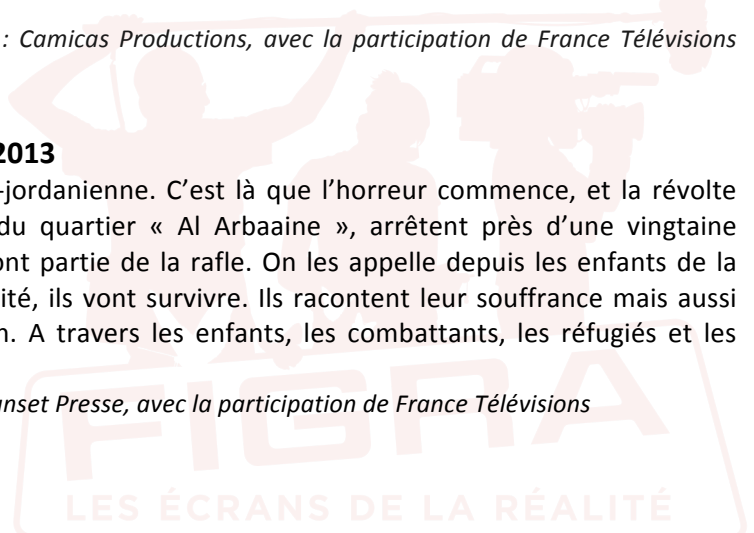 : Camicas Productions, avec la participation de France Télévisions
2013
-jordanienne. C’est là que l’horreur commence, et la révolte
du quartier « Al Arbaaine », arrêtent près d’une vingtaine
ont partie de la rafle. On les appelle depuis les enfants de la
ité, ils vont survivre. Ils racontent leur souffrance mais aussi
n. A travers les enfants, les combattants, les réfugiés et les
nset Presse, avec la participation de France Télévisions
FIGRA
LES ÉCRANS DE LA RÉALITÉ